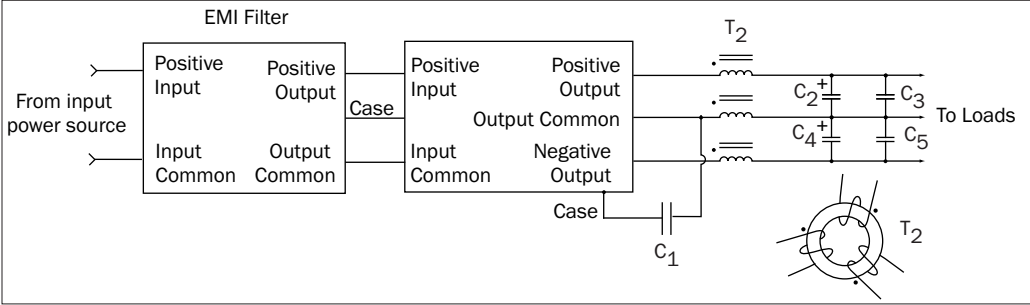 EMI Filter
T2
Positive
Input
Positive
Output
Positive
Input
Positive
Output
C2
+
C3
From input
power source
Case
Output Common
C4
+
C5
To Loads
Input
Common
Output
Common
Input
Common
Negative
Output
Case
C1
T2